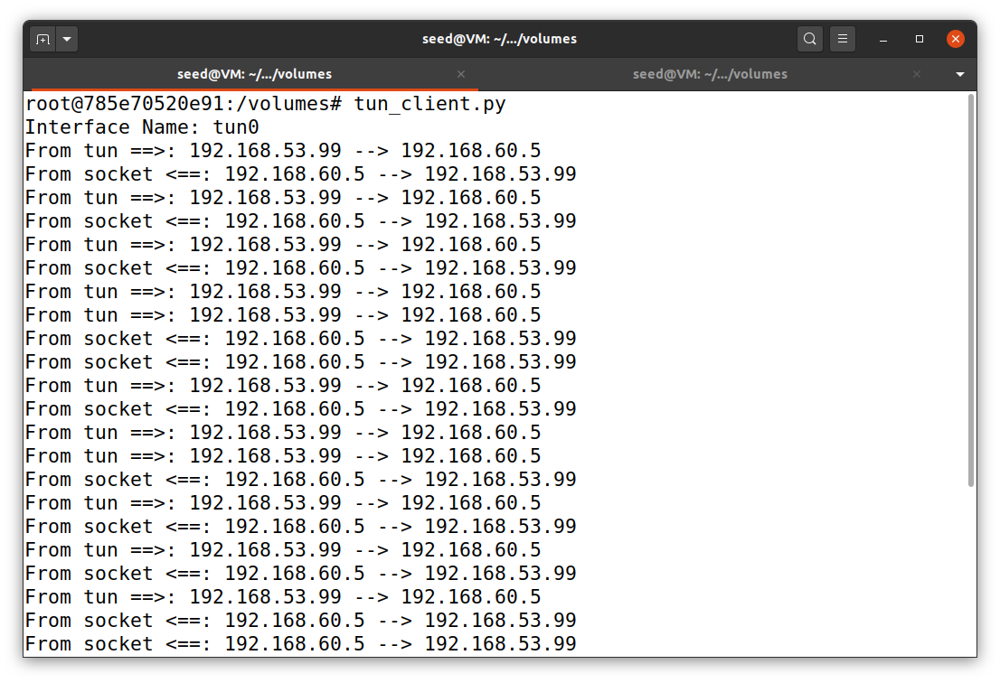 seed@VM: ~/.../volumes
seed@VM: ~/.../volumes
seed@VM: ~/.../volumes
root@785e70520e91:/volumes# tun_client.py
Interface Name: tun0
From tun ==>: 192.168.53.99 --> 192.168.60.5
From socket <==: 192.168.60.5 --> 192.168.53.99
From tun ==>: 192.168.53.99 --> 192.168.60.5
From socket <==: 192.168.60.5 --> 192.168.53.99
From tun ==>: 192.168.53.99 --> 192.168.60.5
From socket <==: 192.168.60.5 --> 192.168.53.99
From tun ==>: 192.168.53.99 --> 192.168.60.5
From tun ==>: 192.168.53.99 --> 192.168.60.5
From socket <==: 192.168.60.5 --> 192.168.53.99
From socket <==: 192.168.60.5 --> 192.168.53.99
From tun ==>: 192.168.53.99 --> 192.168.60.5
From socket <==: 192.168.60.5 --> 192.168.53.99
From tun ==>: 192.168.53.99 --> 192.168.60.5
From tun ==>: 192.168.53.99 --> 192.168.60.5
From socket <==: 192.168.60.5 --> 192.168.53.99
From tun ==>: 192.168.53.99 --> 192.168.60.5
From socket <==: 192.168.60.5 --> 192.168.53.99
From tun ==>: 192.168.53.99 --> 192.168.60.5
From socket <==: 192.168.60.5 --> 192.168.53.99
From tun ==>: 192.168.53.99 --> 192.168.60.5
From socket <==: 192.168.60.5 --> 192.168.53.99
From socket <==: 192.168.60.5 --> 192.168.53.99